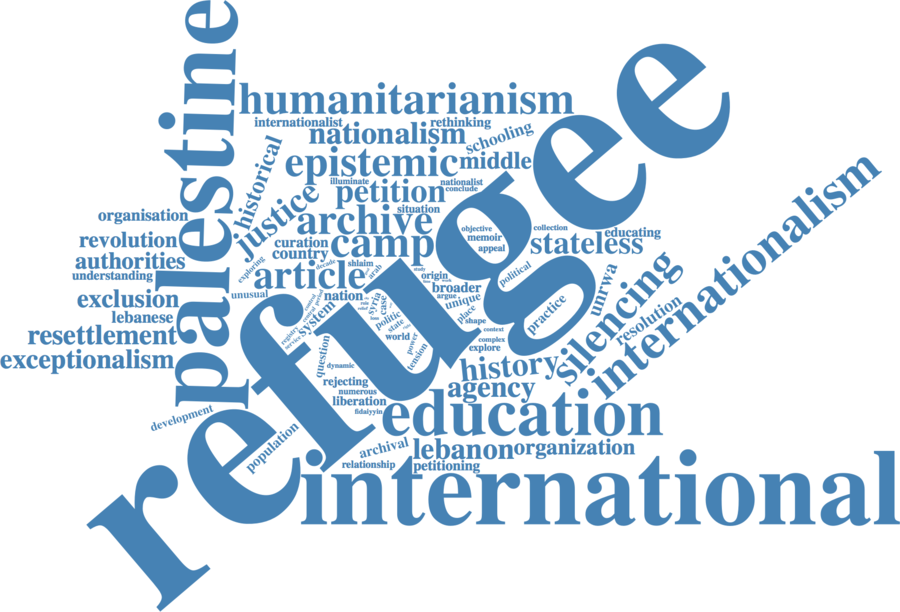 palestine
humanitarianism
internationalist
rethinking
nationalism
schooling
epistemic
middle
historical
illuminate
nationalist
conclude
petition
justice
situation
archive
organisation
objective
memoir
appeal
collection
educating
stateless
revolution
curation
country
camp
authorities
exploring
decade
shlaim
arab
article
origin
political
understanding
unusual
nation
broader
argue
unique
unrwa
silencing
internationalism
exclusion
lebanese
system
syria
case
place
practice
resolution
resettlement
politic
state
shape
context
registry
service
world
power
complex
explore
exceptionalism
question
tension
dynamic
history
rejecting
numerous
agency
liberation
fidaiyyin
education
development
population
archival
lebanon
organization
relationship
petitioning
refugee
international